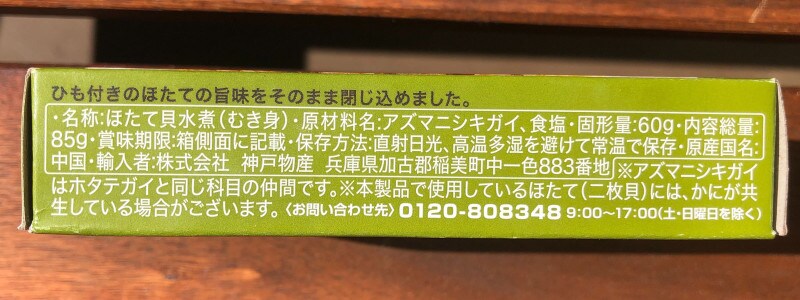 ひも付きのほたての旨味をそのまま閉じ込めました。
・名称:ほたて貝水煮(むき身)・原材料名:アズマニシキガイ、食塩・固形量:60g・内容総量:
85g・賞味期限:箱側面に記載・保存方法:直射日光、高温多湿を避けて常温で保存・原産国名:
中国・輸入者:株式会社 神戸物産 兵庫県加古郡稲美町中一色883番地 ※アズマニシキガイ
はホタテガイと同じ科目の仲間です。※本製品で使用しているほたて(二枚貝)には、かにが共
生している場合がございます。〈お問い合わせ先〉0120-808348 9:00〜17:00(土・日曜日を除く)